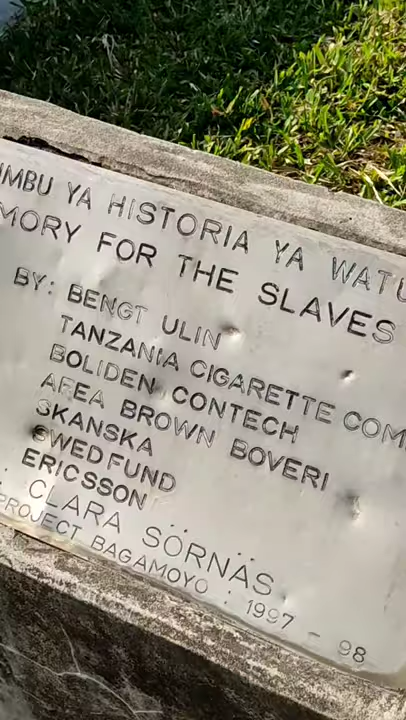 IMBU YA HISTORIA YA WATU
MORY FOR THE SLAVES
BY: BENGT ULIN
TANZANIA CIGARETTE COM
BOLIDEN CONTECH
AREA BROWN BOVERI
SKANSKA
SWEDFUND
ERICSSON
: CLARA SÖRNÄS
PROJECT BAGAMOYO : 1997 - 98